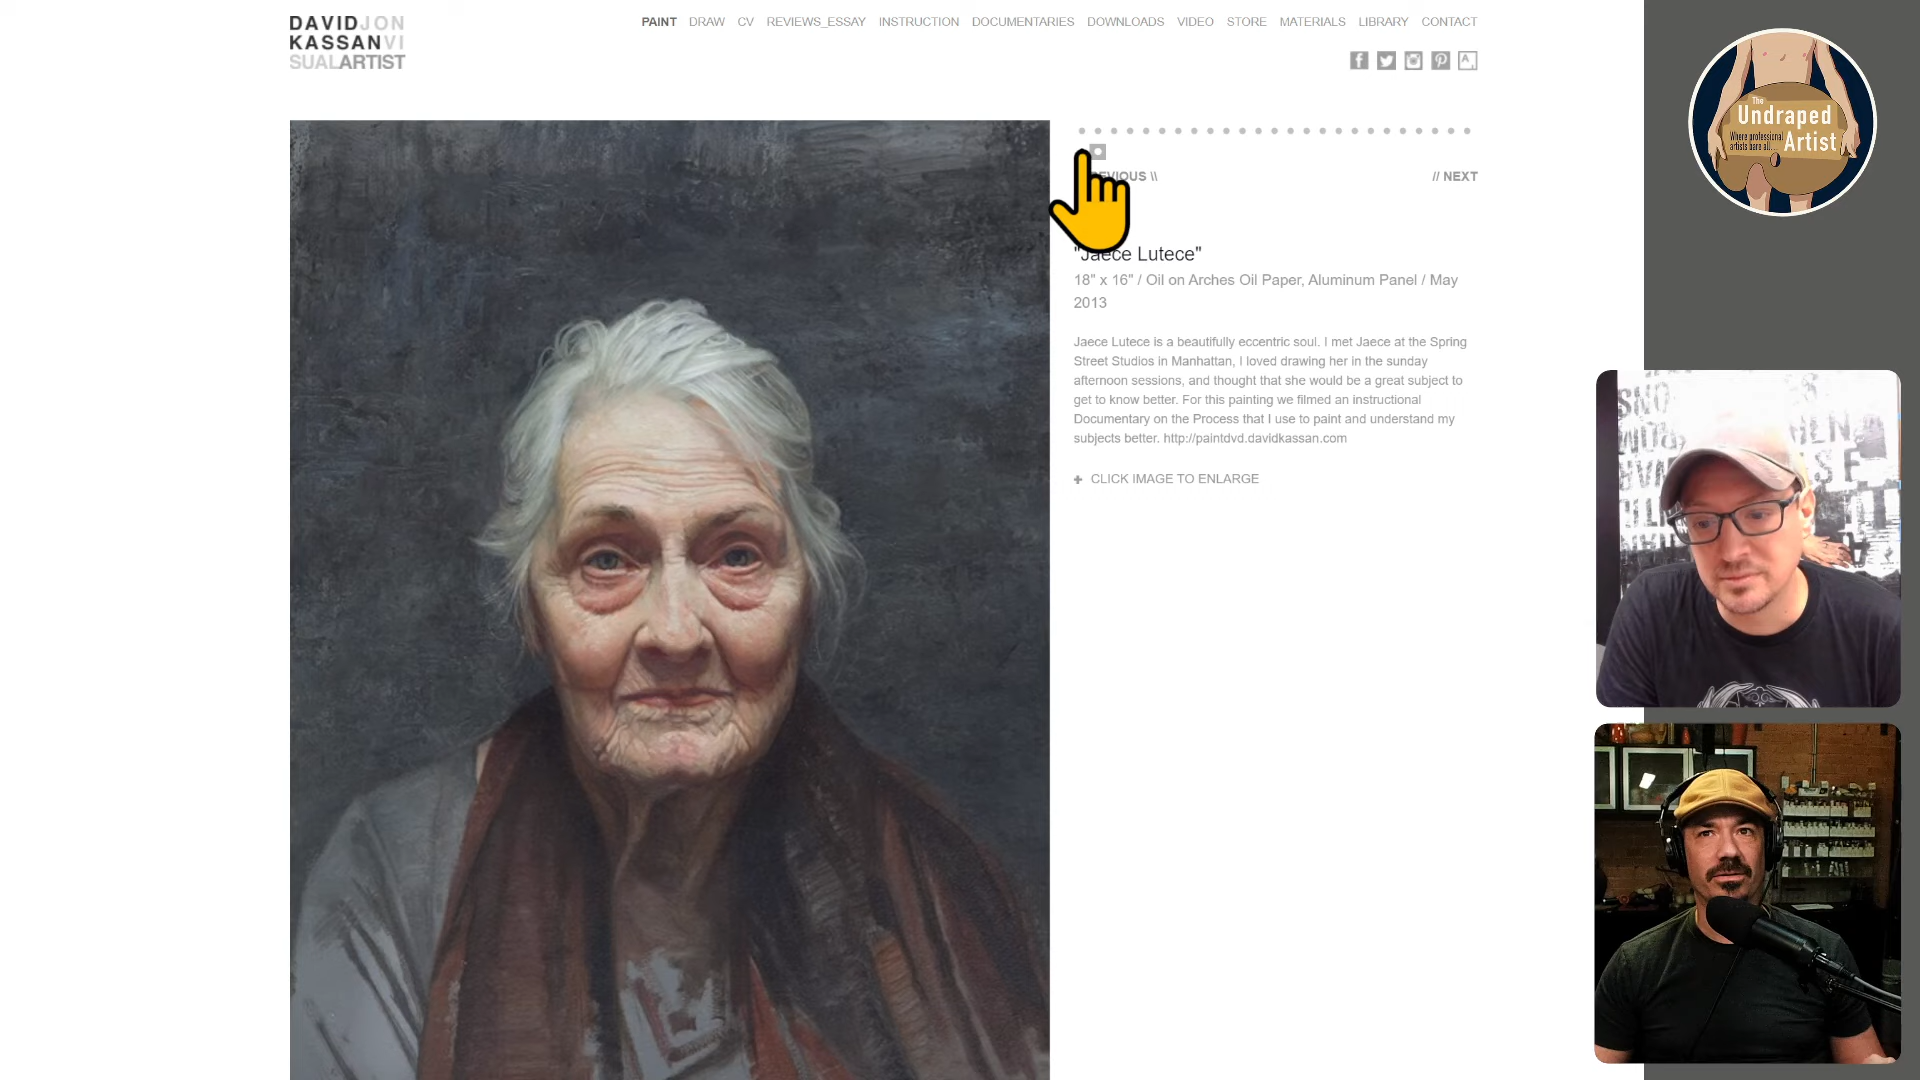 DAVIDJON
KASSANVI
SUALARTIST
PAINT DRAW CV REVIEWS_ESSAY INSTRUCTION DOCUMENTARIES DOWNLOADS VIDEO STORE MATERIALS LIBRARY CONTACT
The
Undraped
Where professional
artists bare all...
Artist
EVIOUS \\
// NEXT
"Jaece Lutece"
18" x 16" / Oil on Arches Oil Paper, Aluminum Panel / May
2013
Jaece Lutece is a beautifully eccentric soul. I met Jaece at the Spring
Street Studios in Manhattan, I loved drawing her in the sunday
afternoon sessions, and thought that she would be a great subject to
get to know better. For this painting we filmed an instructional
Documentary on the Process that I use to paint and understand my
subjects better. http://paintdvd.davidkassan.com
+ CLICK IMAGE TO ENLARGE